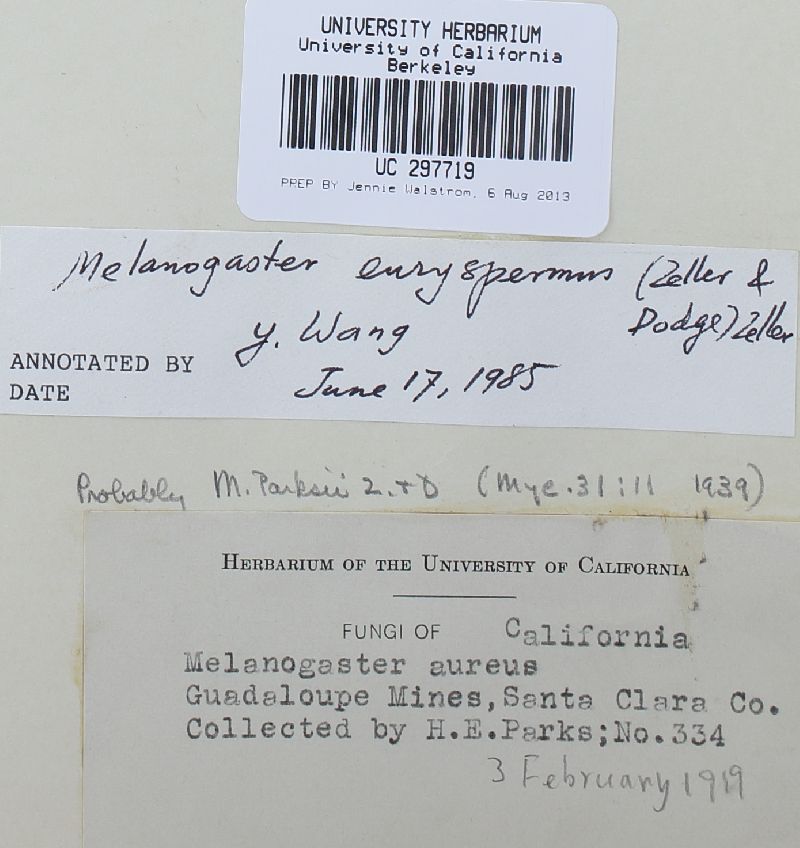 UNIVERSITY HERBARIUM
University of California
Berkeley
UC 297719
PREP BY Jennie Walstrom, 6 Aug 2013
Melanogaster euryspermus (Zeller &
Dodge) Zeller
Y. Wang
ANNOTATED BY
DATE June 17, 1985
Probably M. Parksii Z. + D (Myc. 31:11 1939)
HERBARIUM OF THE UNIVERSITY OF CALIFORNIA
FUNGI OF California
Melanogaster aureus
Guadaloupe Mines, Santa Clara Co.
Collected by H.E.Parks;No.334
3 February 1919